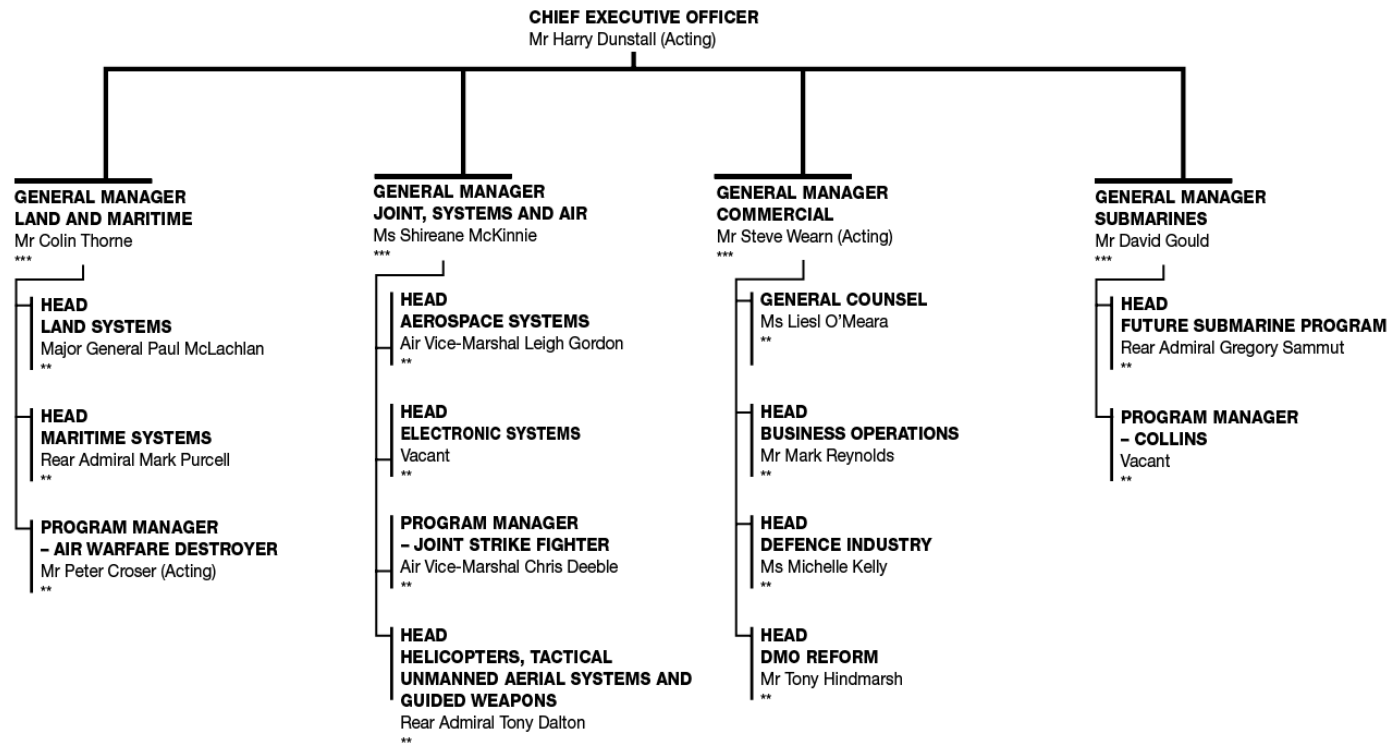 CHIEF EXECUTIVE OFFICER
Mr Harry Dunstall (Acting)
GENERAL MANAGER
LAND AND MARITIME
Mr Colin Thorne
***
HEAD
LAND SYSTEMS
Major General Paul McLachlan
**
HEAD
MARITIME SYSTEMS
Rear Admiral Mark Purcell
**
PROGRAM MANAGER
– AIR WARFARE DESTROYER
Mr Peter Croser (Acting)
**
GENERAL MANAGER
JOINT, SYSTEMS AND AIR
Ms Shireane McKinnie
***
HEAD
AEROSPACE SYSTEMS
Air Vice-Marshal Leigh Gordon
**
HEAD
ELECTRONIC SYSTEMS
Vacant
**
PROGRAM MANAGER
– JOINT STRIKE FIGHTER
Air Vice-Marshal Chris Deeble
**
HEAD
HELICOPTERS, TACTICAL
UNMANNED AERIAL SYSTEMS AND
GUIDED WEAPONS
Rear Admiral Tony Dalton
**
GENERAL MANAGER
COMMERCIAL
Mr Steve Wearn (Acting)
***
GENERAL COUNSEL
Ms Liesl O’Meara
**
HEAD
BUSINESS OPERATIONS
Mr Mark Reynolds
**
HEAD
DEFENCE INDUSTRY
Ms Michelle Kelly
**
HEAD
DMO REFORM
Mr Tony Hindmarsh
**
GENERAL MANAGER
SUBMARINES
Mr David Gould
***
HEAD
FUTURE SUBMARINE PROGRAM
Rear Admiral Gregory Sammut
**
PROGRAM MANAGER
– COLLINS
Vacant
**